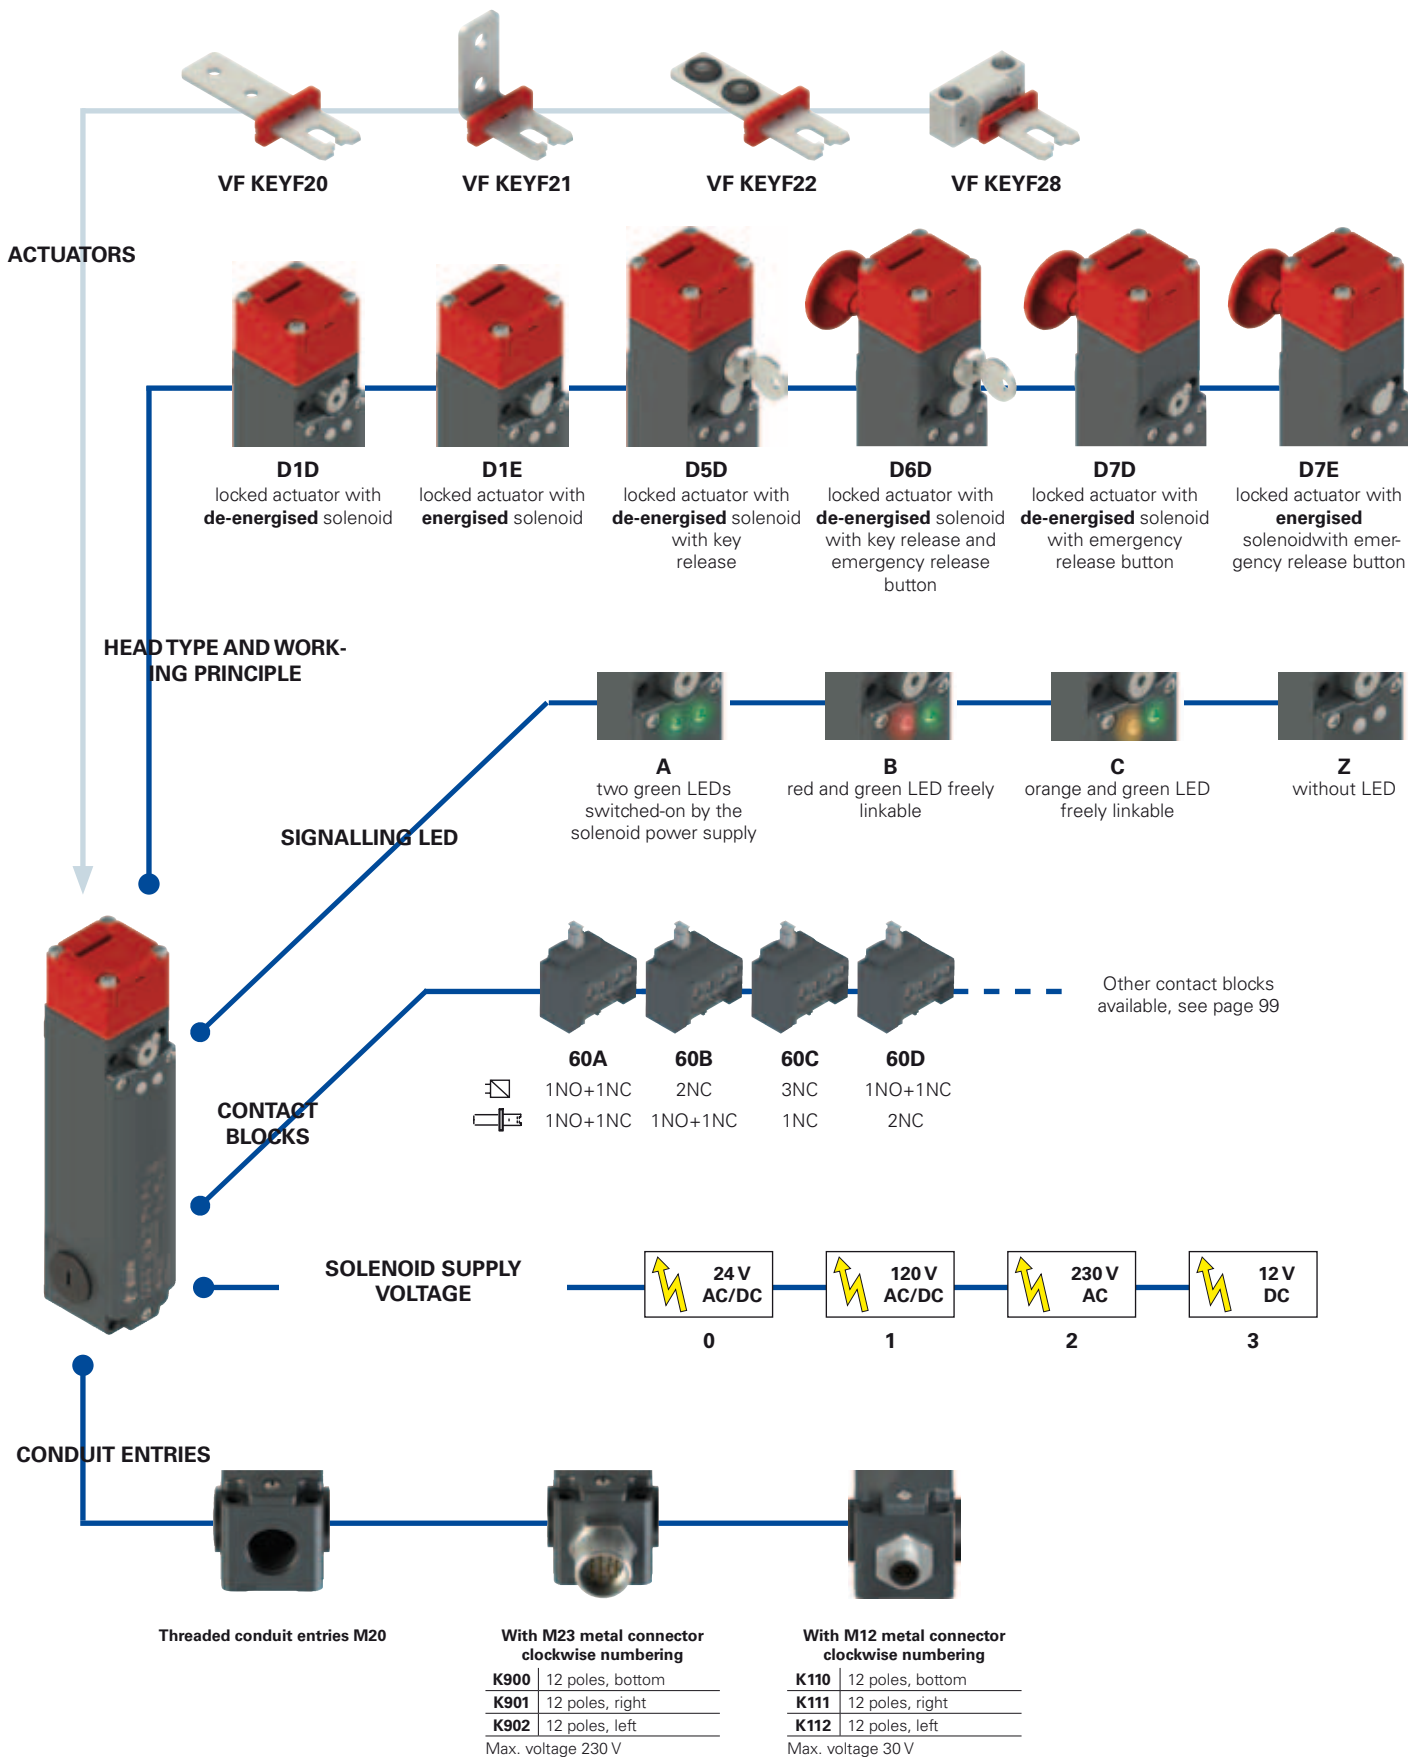 VF KEYF20
VF KEYF21
VF KEYF22
VF KEYF28
ACTUATORS
D1D
locked actuator with
de-energised solenoid
D1E
locked actuator with
energised solenoid
D5D
locked actuator with
de-energised solenoid
with key
release
D6D
locked actuator with
de-energised solenoid
with key release and
emergency release
button
D7D
locked actuator with
de-energised solenoid
with emergency
release button
D7E
locked actuator with
energised
solenoidwith emer-
gency release button
HEAD TYPE AND WORK-
ING PRINCIPLE
A
two green LEDs
switched-on by the
solenoid power supply
B
red and green LED freely
linkable
C
orange and green LED
freely linkable
Z
without LED
SIGNALLING LED
Other contact blocks
available, see page 99
60A
60B
60C
60D
1NO+1NC
2NC
3NC
1NO+1NC
1NO+1NC
1NO+1NC
1NC
2NC
CONTACT
BLOCKS
SOLENOID SUPPLY
VOLTAGE
24 V
AC/DC
0
120 V
AC/DC
1
230 V
AC
2
12 V
DC
3
CONDUIT ENTRIES
Threaded conduit entries M20
With M23 metal connector
clockwise numbering
K900 12 poles, bottom
K901 12 poles, right
K902 12 poles, left
Max. voltage 230 V
With M12 metal connector
clockwise numbering
K110 12 poles, bottom
K111 12 poles, right
K112 12 poles, left
Max. voltage 30 V